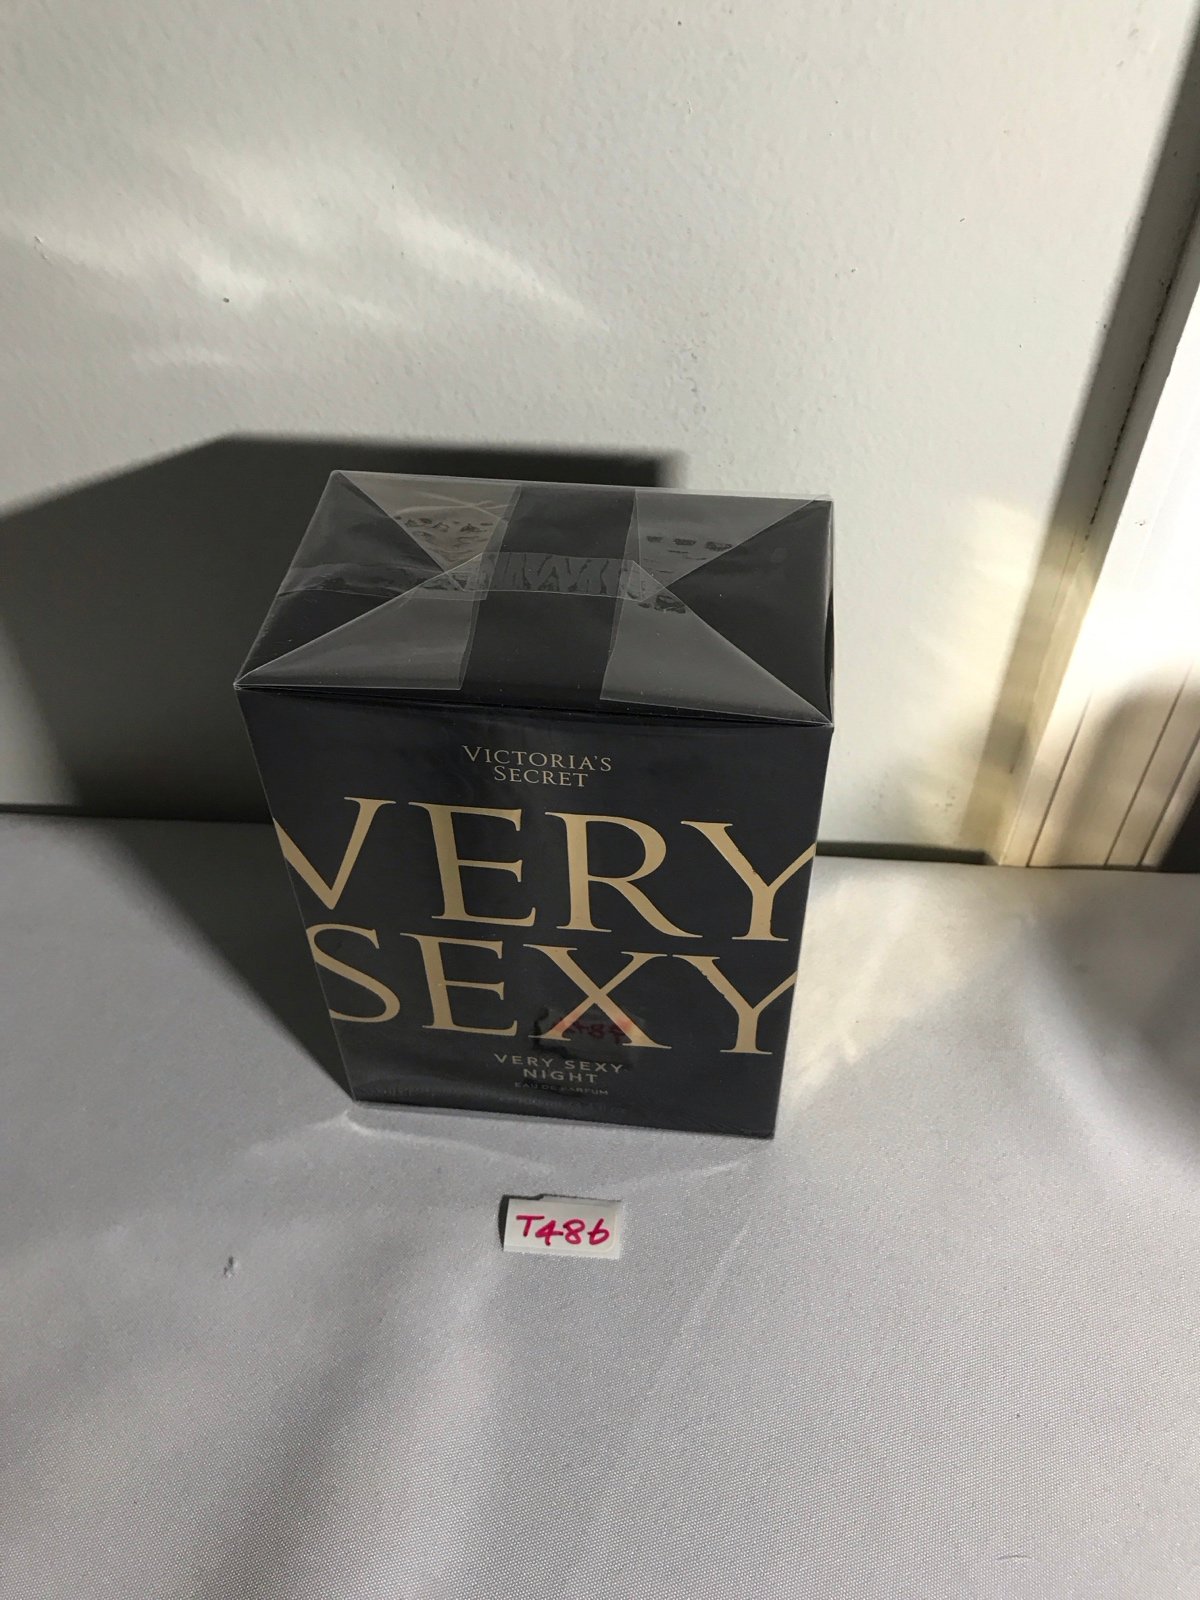 VICTORIA'S
SECRET
VERY
SEXY
VERY SEXY
NIGHT
EAU DE PARFUM
T486